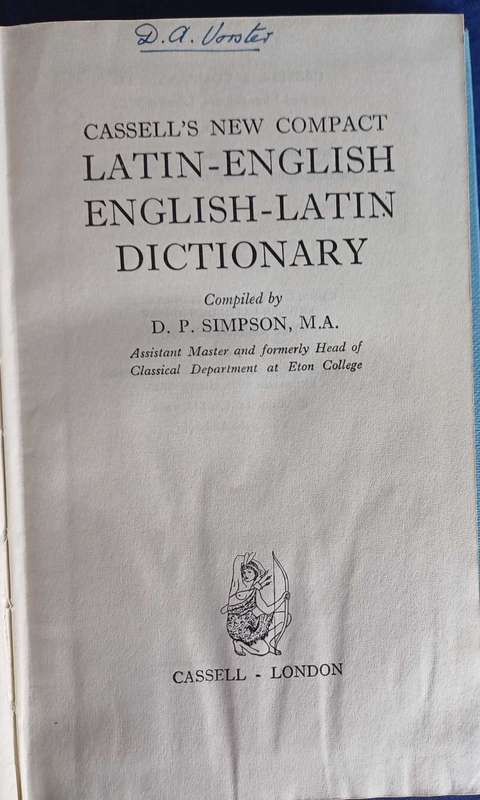 D. A. Vorster
CASSELL'S NEW COMPACT
LATIN-ENGLISH
ENGLISH-LATIN
DICTIONARY
Compiled by
D. P. SIMPSON, M.A.
Assistant Master and formerly Head of
Classical Department at Eton College
CASSELL - LONDON